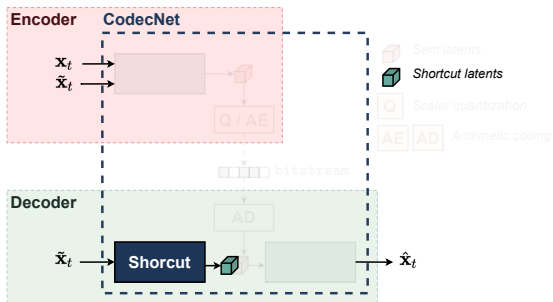 Encoder CodecNet
x_t
x̃_t
Sent latents
Shortcut latents
Q Scalar quantization
Q / AE
AE AD Arithmetic coding
bitstream
Decoder
AD
x̃_t Shorcut x̂_t